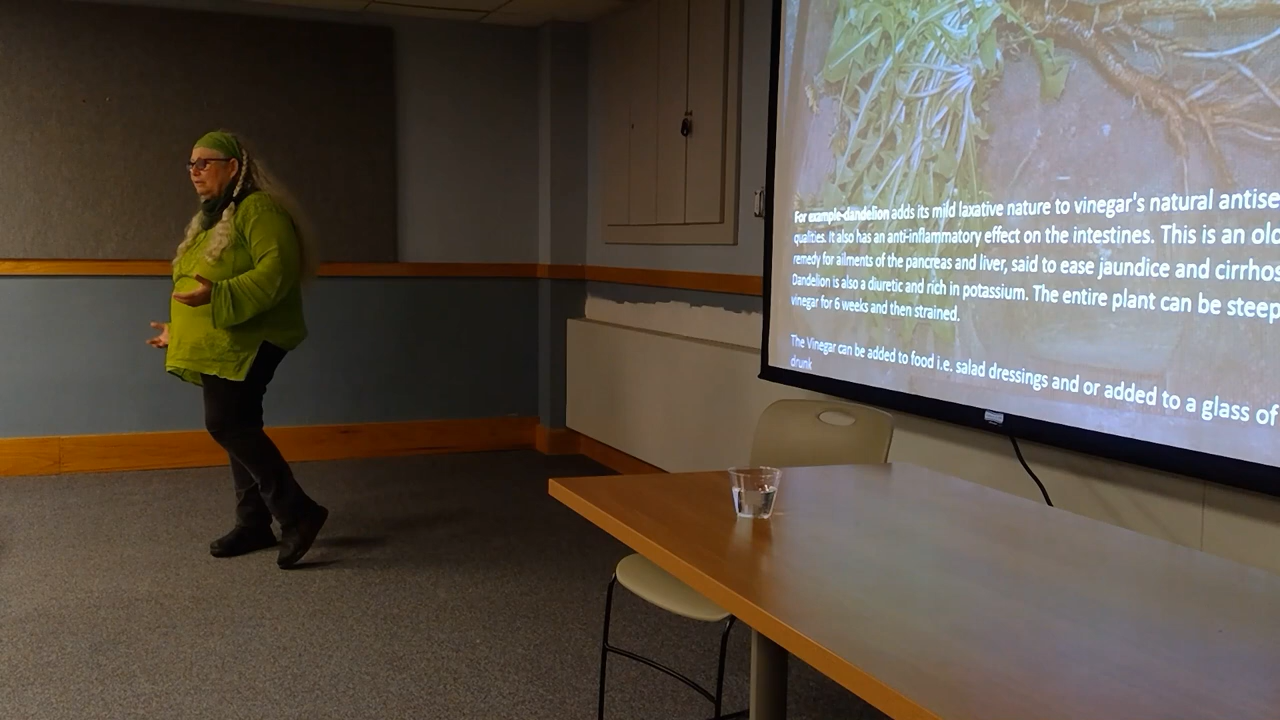 For example-dandelion adds its mild laxative nature to vinegar's natural antise
qualities. It also has an anti-inflammatory effect on the intestines. This is an old
remedy for ailments of the pancreas and liver, said to ease jaundice and cirrhos
Dandelion is also a diuretic and rich in potassium. The entire plant can be steep
vinegar for 6 weeks and then strained.
The Vinegar can be added to food i.e. salad dressings and or added to a glass of
drunk